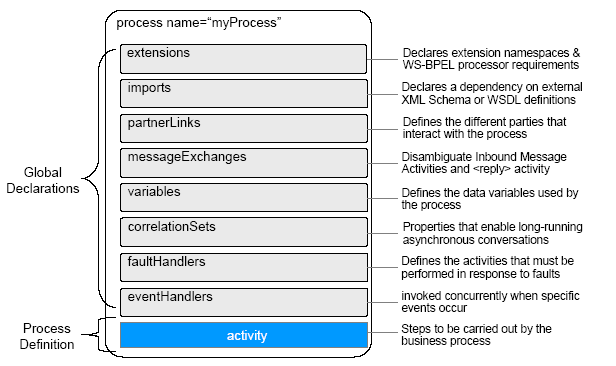 process name=“myProcess”
extensions
Declares extension namespaces &
WS-BPEL processor requirements
imports
Declares a dependency on external
XML Schema or WSDL definitions
partnerLinks
Defines the different parties that
interact with the process
messageExchanges
Disambiguate Inbound Message
Activities and <reply> activity
Global
Declarations
variables
Defines the data variables used by
the process
correlationSets
Properties that enable long-running
asynchronous conversations
faultHandlers
Defines the activities that must be
performed in response to faults
eventHandlers
invoked concurrently when specific
events occur
Process
Definition
activity
Steps to be carried out by the
business process